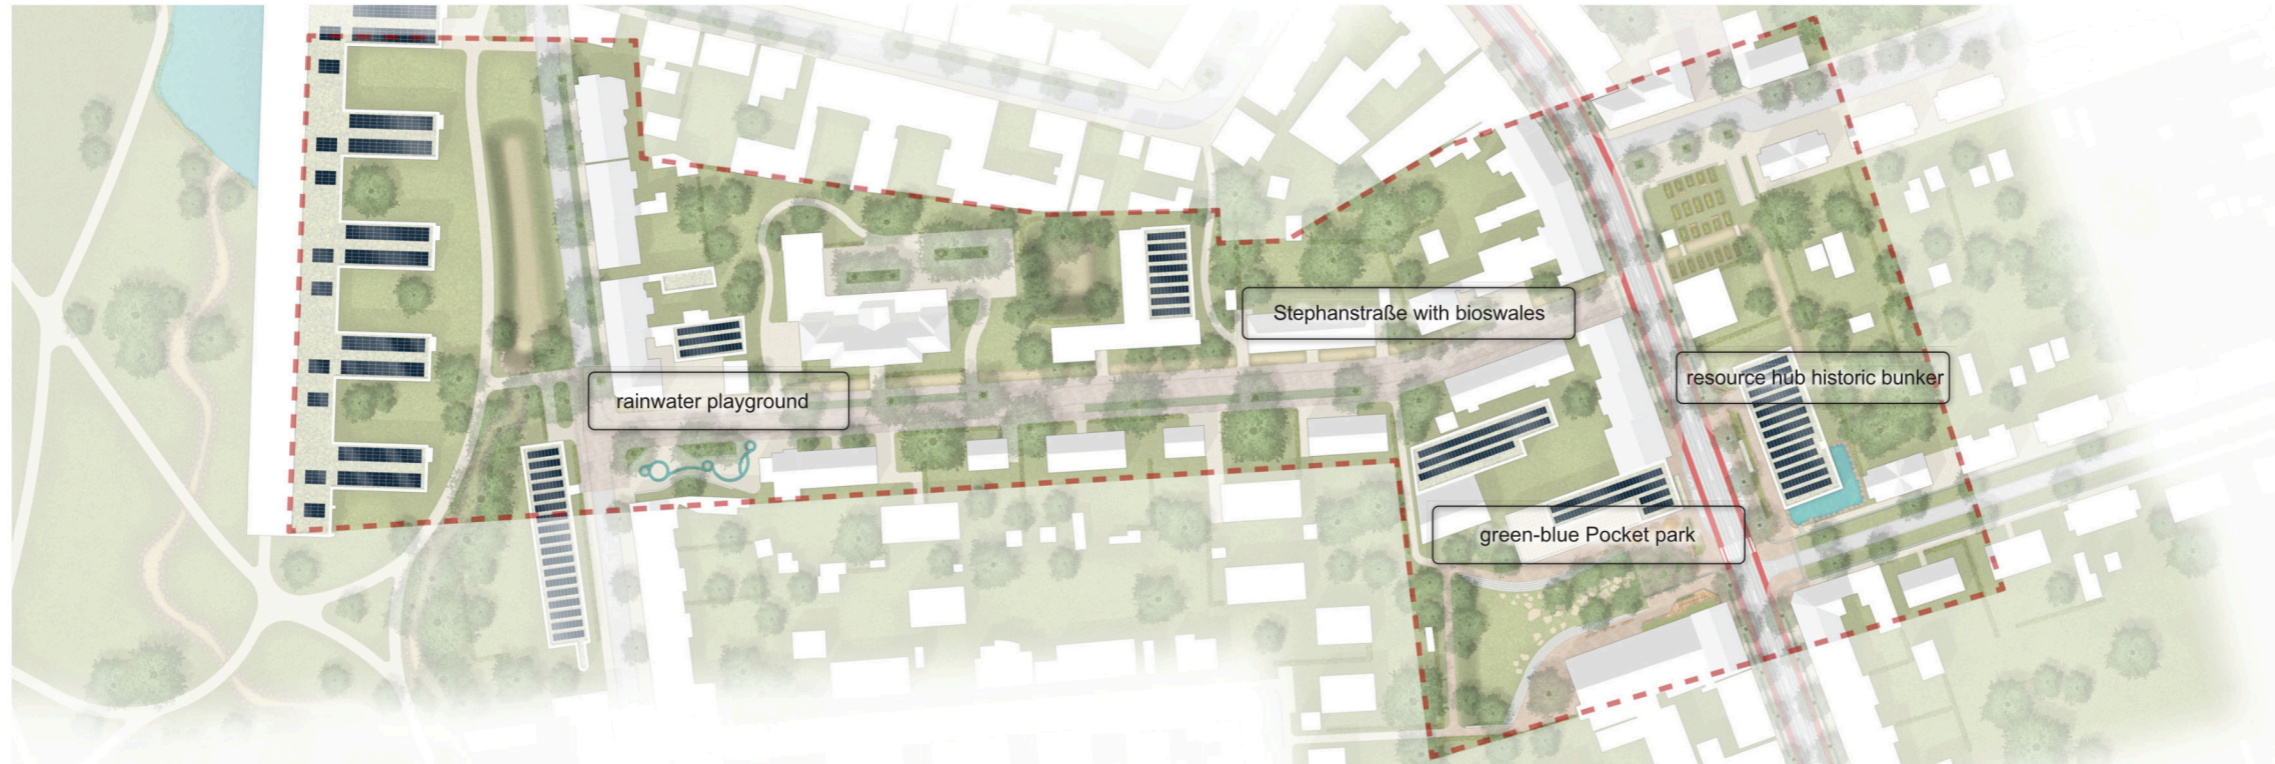 Stephanstraße with bioswales
resource hub historic bunker
rainwater playground
green-blue Pocket park